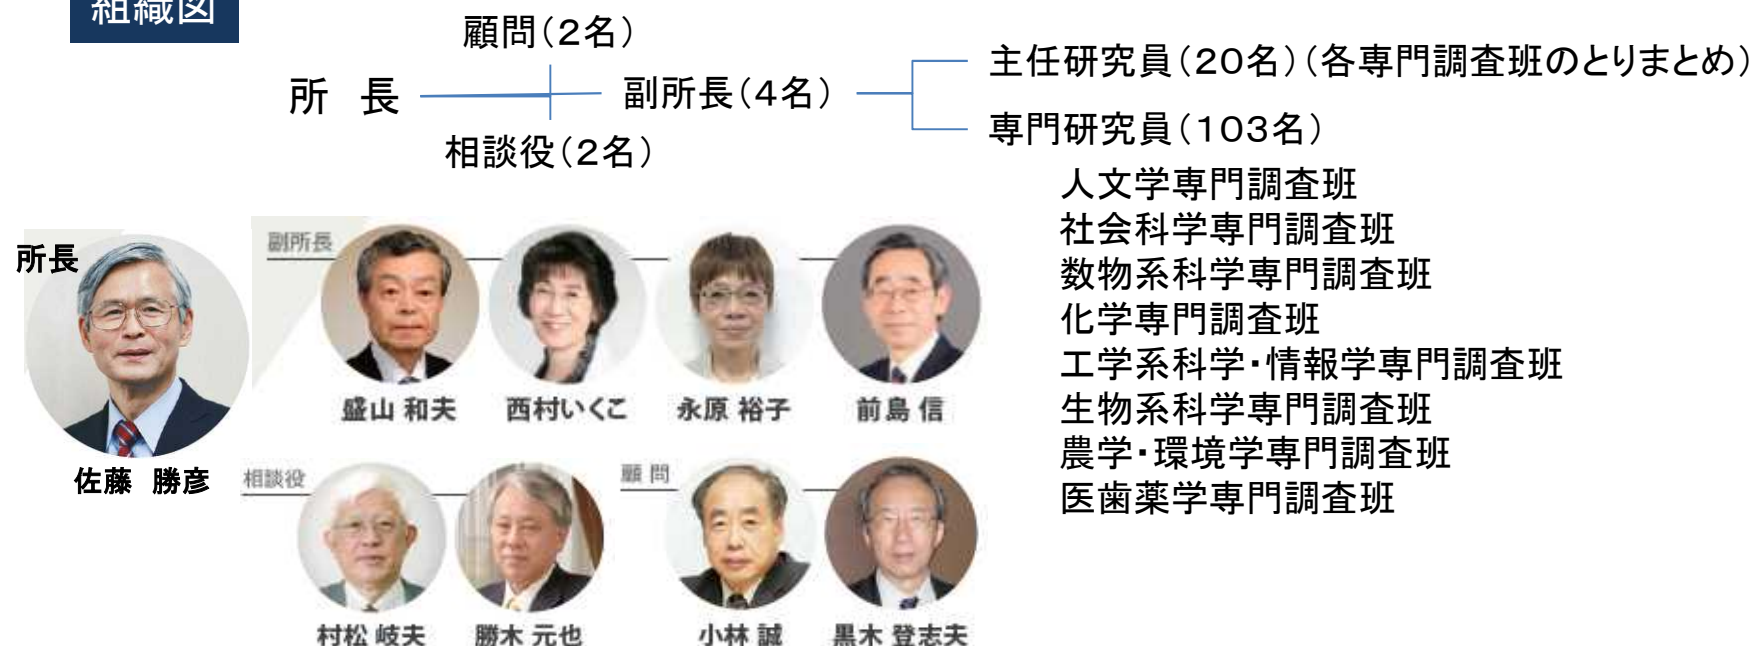 組織図
顧問（2名）
所 長
副所長（4名）
相談役（2名）
主任研究員（20名）（各専門調査班のとりまとめ）
専門研究員（103名）
人文学専門調査班
社会科学専門調査班
数物系科学専門調査班
化学専門調査班
工学系科学・情報学専門調査班
生物系科学専門調査班
農学・環境学専門調査班
医歯薬学専門調査班
所長
佐藤 勝彦
副所長
盛山 和夫
西村いくこ
永原 裕子
前島 信
相談役
村松 岐夫
勝木 元也
顧 問
小林 誠
黒木 登志夫